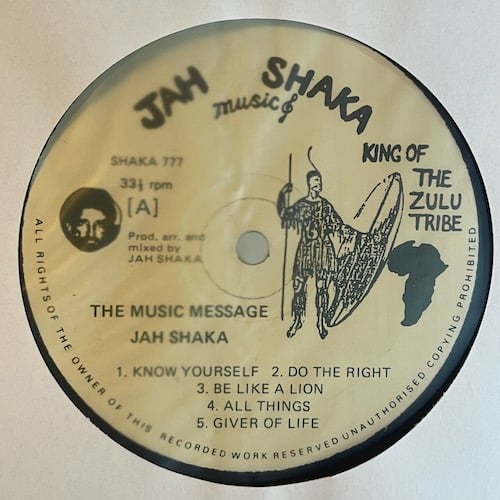 JAH SHAKA
music
KING OF
THE
ZULU
TRIBE
SHAKA 777
33⅓ rpm
[A]
Prod. arr. and
mixed by
JAH SHAKA
THE MUSIC MESSAGE
JAH SHAKA
1. KNOW YOURSELF 2. DO THE RIGHT
3. BE LIKE A LION
4. ALL THINGS
5. GIVER OF LIFE
ALL RIGHTS OF THE OWNER OF THIS RECORDED WORK RESERVED UNAUTHORISED COPYING PROHIBITED